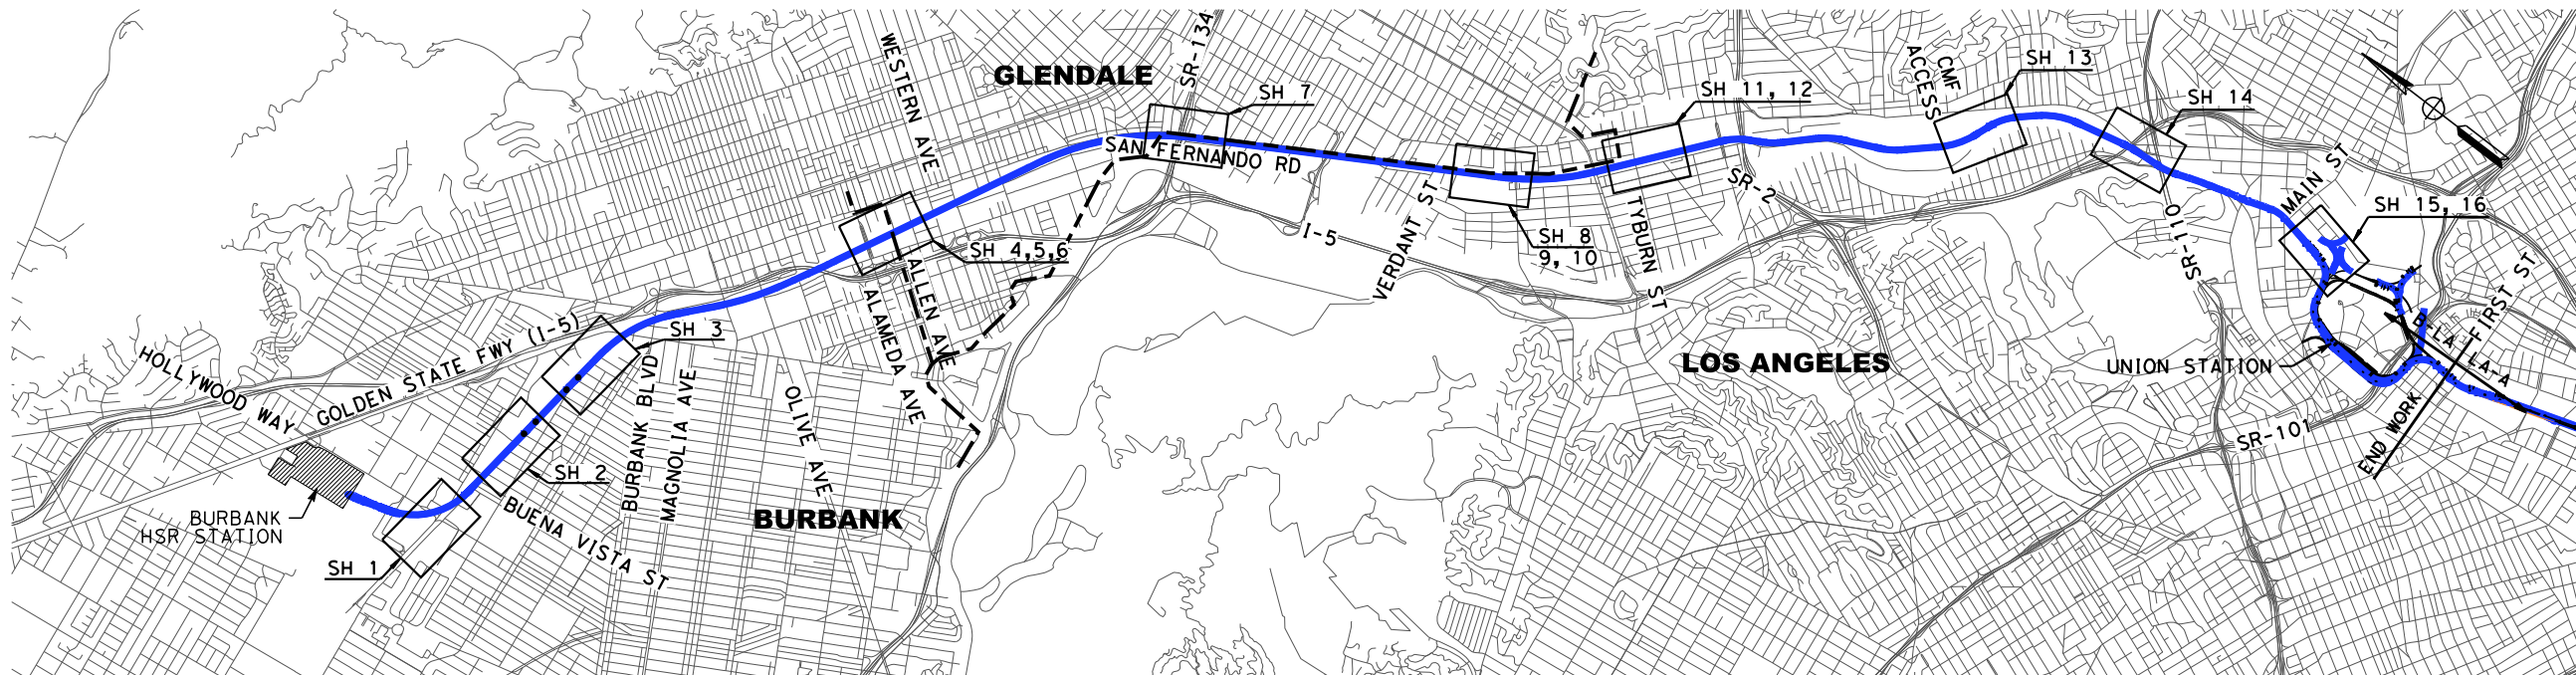 WESTERN AVE
GLENDALE
SR-134
SH 7
SAN FERNANDO RD
SH 11, 12
CMF
ACCESS
SH 13
SH 14
MAIN ST
SH 15, 16
SH 4,5,6
ALLEN AVE
ALAMEDA AVE
I-5
VERDANT ST
SH 8
9, 10
TYBURN ST
SR-2
SR-110
FIRST ST
B-LA
LA-A
HOLLYWOOD WAY
GOLDEN STATE FWY (I-5)
SH 3
BURBANK BLVD
MAGNOLIA AVE
OLIVE AVE
LOS ANGELES
UNION STATION
END WORK
SR-101
SH 2
BUENA VISTA ST
BURBANK
BURBANK
HSR STATION
SH 1